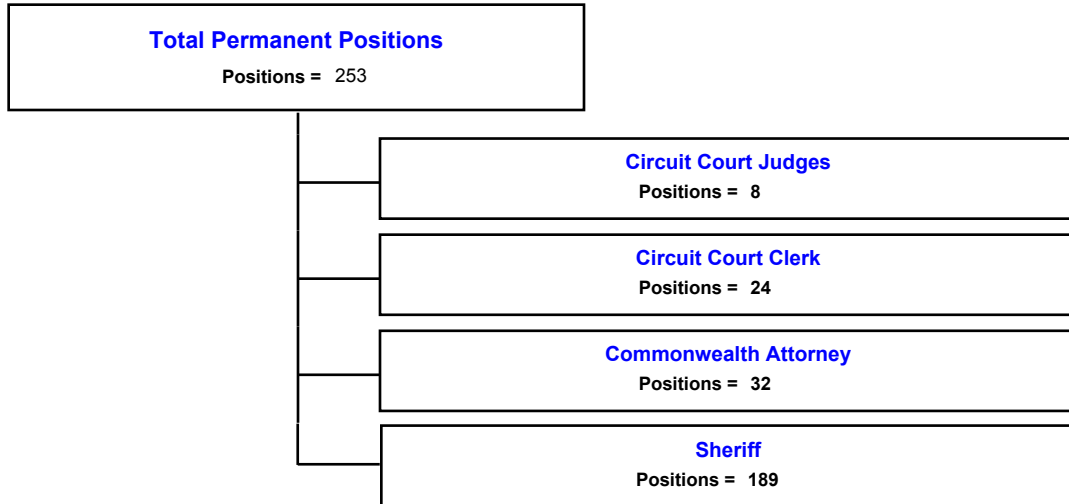 Total Permanent Positions
Positions = 253
Circuit Court Judges
Positions = 8
Circuit Court Clerk
Positions = 24
Commonwealth Attorney
Positions = 32
Sheriff
Positions = 189